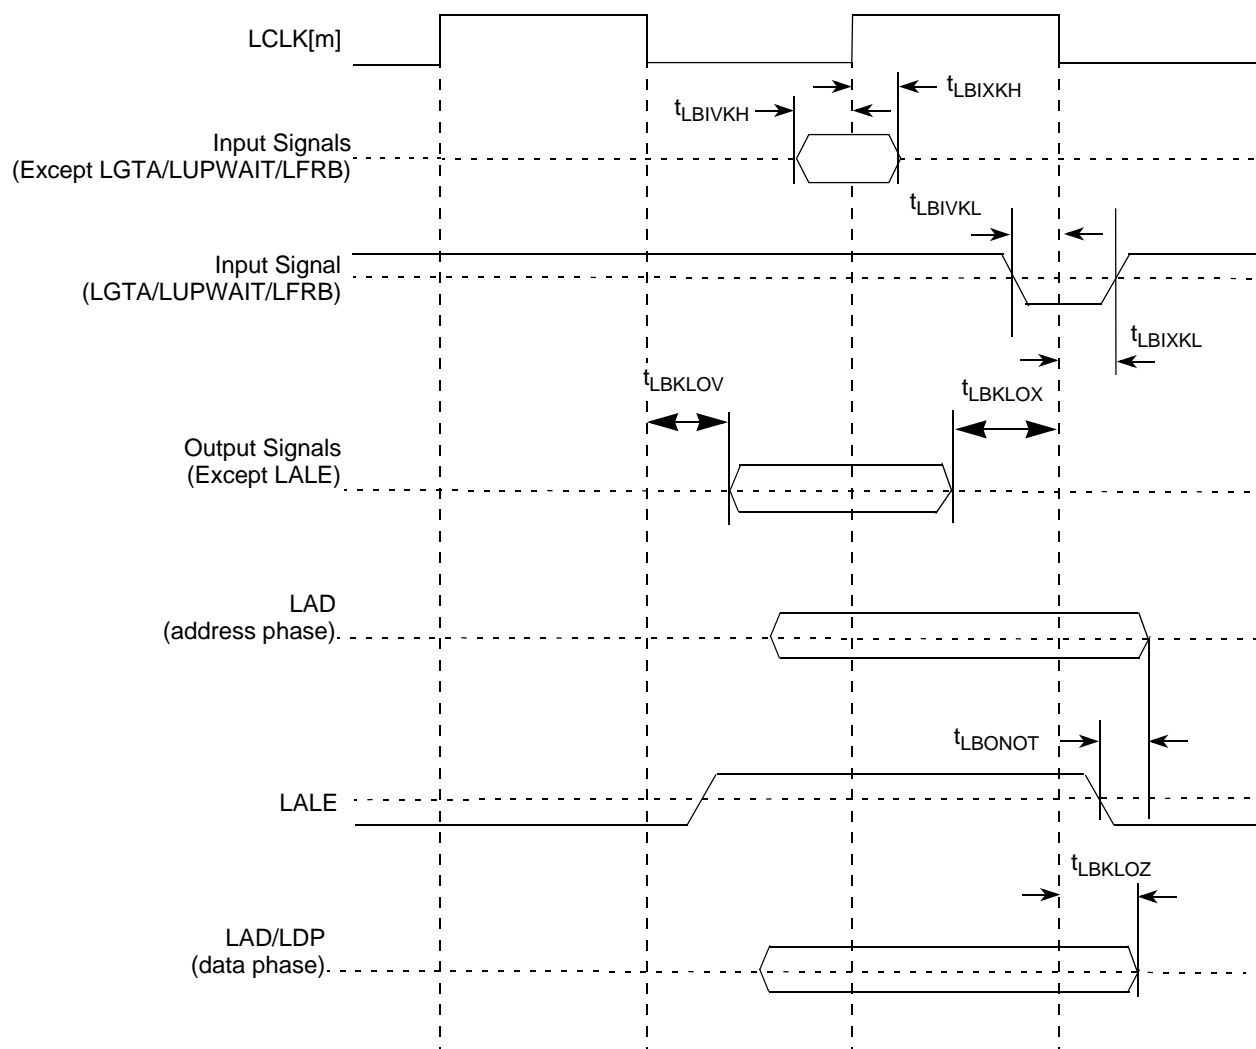 LCLK[m]
tLBIXKH
tLBIVKH
Input Signals
(Except LGTA/LUPWAIT/LFRB)
tLBIVKL
Input Signal
(LGTA/LUPWAIT/LFRB)
tLBIXKL
tLBKLOV
tLBKLOX
Output Signals
(Except LALE)
LAD
(address phase)
tLBONOT
LALE
tLBKLOZ
LAD/LDP
(data phase)